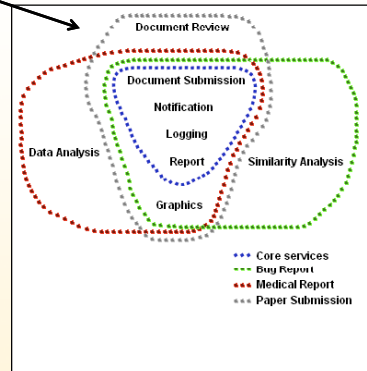 Document Review
Document Submission
Notification
Logging
Data Analysis
Report
Similarity Analysis
Graphics
Core services
Bug Report
Medical Report
Paper Submission